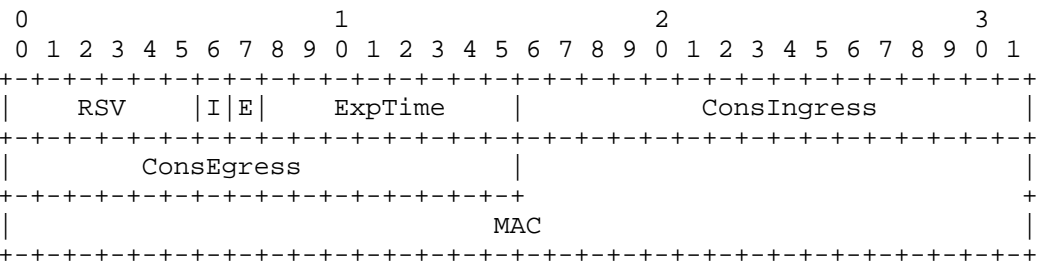 0                   1                   2                   3
 0 1 2 3 4 5 6 7 8 9 0 1 2 3 4 5 6 7 8 9 0 1 2 3 4 5 6 7 8 9 0 1
+-+-+-+-+-+-+-+-+-+-+-+-+-+-+-+-+-+-+-+-+-+-+-+-+-+-+-+-+-+-+-+-+
|    RSV    |I|E|    ExpTime    |           ConsIngress         |
+-+-+-+-+-+-+-+-+-+-+-+-+-+-+-+-+-+-+-+-+-+-+-+-+-+-+-+-+-+-+-+-+
|        ConsEgress             |                               |
+-+-+-+-+-+-+-+-+-+-+-+-+-+-+-+-+                               +
|                              MAC                              |
+-+-+-+-+-+-+-+-+-+-+-+-+-+-+-+-+-+-+-+-+-+-+-+-+-+-+-+-+-+-+-+-+